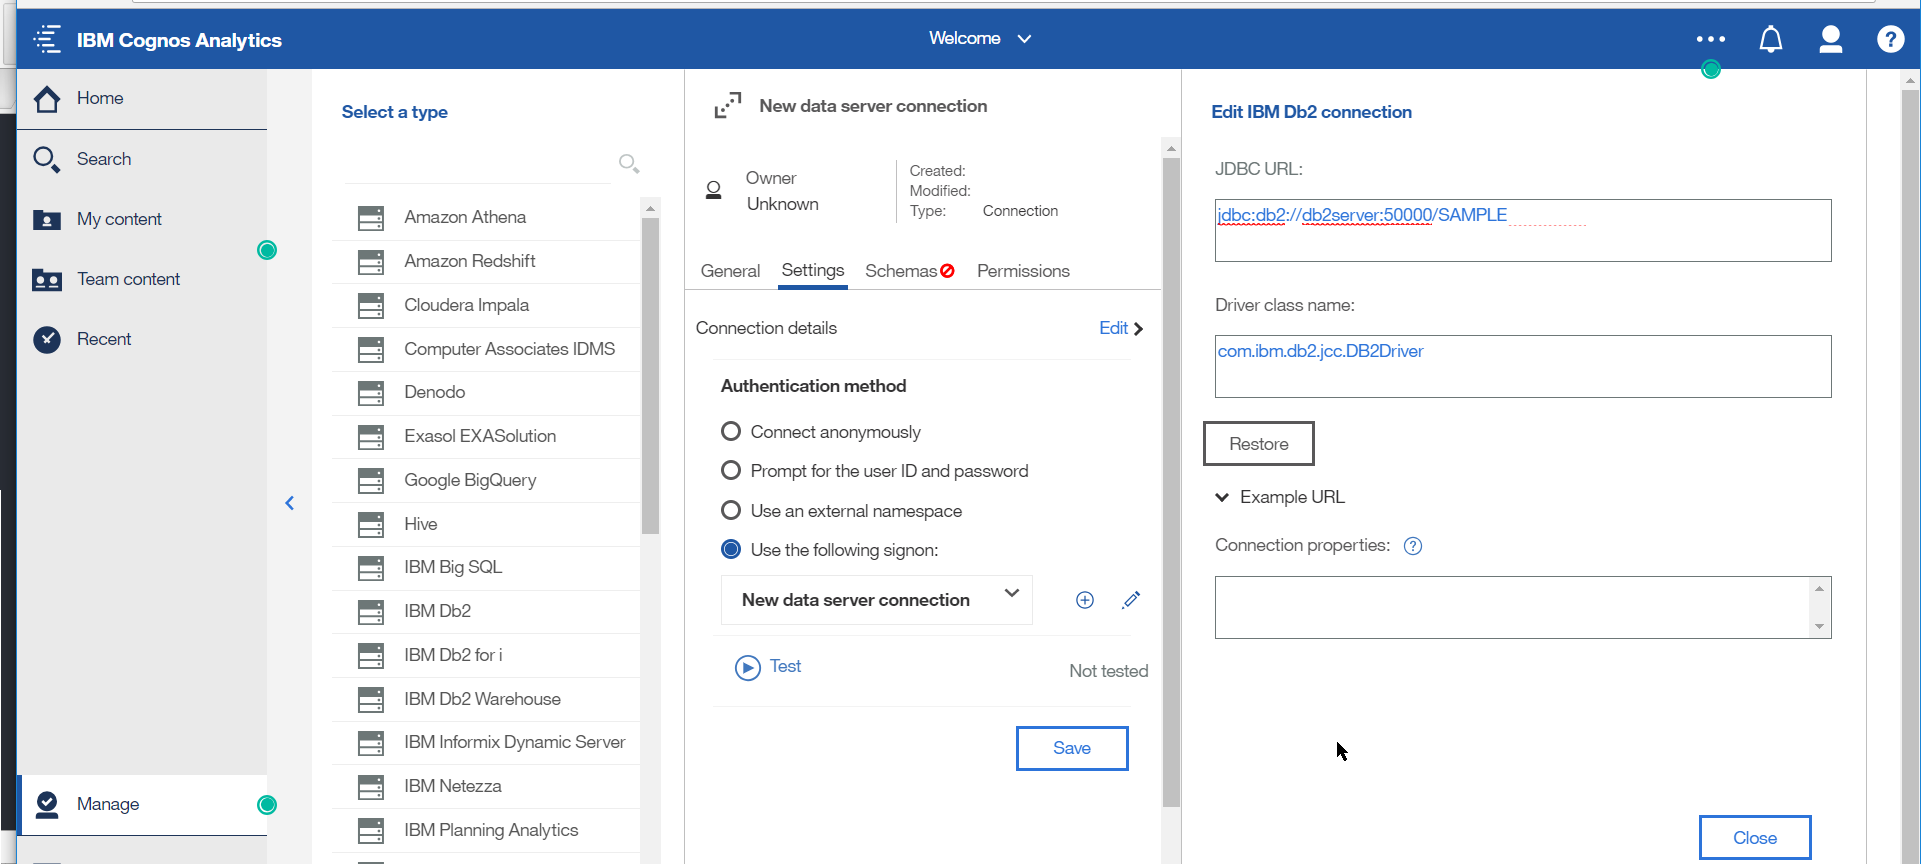 IBM Cognos Analytics
Welcome
?
Home
Search
My content
Team content
Recent
Manage
Select a type
Amazon Athena
Amazon Redshift
Cloudera Impala
Computer Associates IDMS
Denodo
Exasol EXASolution
Google BigQuery
Hive
IBM Big SQL
IBM Db2
IBM Db2 for i
IBM Db2 Warehouse
IBM Informix Dynamic Server
IBM Netezza
IBM Planning Analytics
New data server connection
Owner
Unknown
Created:
Modified:
Type: Connection
General Settings Schemas Permissions
Connection details Edit
Authentication method
Connect anonymously
Prompt for the user ID and password
Use an external namespace
Use the following signon:
New data server connection
Test Not tested
Save
Edit IBM Db2 connection
JDBC URL:
jdbc:db2://db2server:50000/SAMPLE
Driver class name:
com.ibm.db2.jcc.DB2Driver
Restore
Example URL
Connection properties: ?
Close